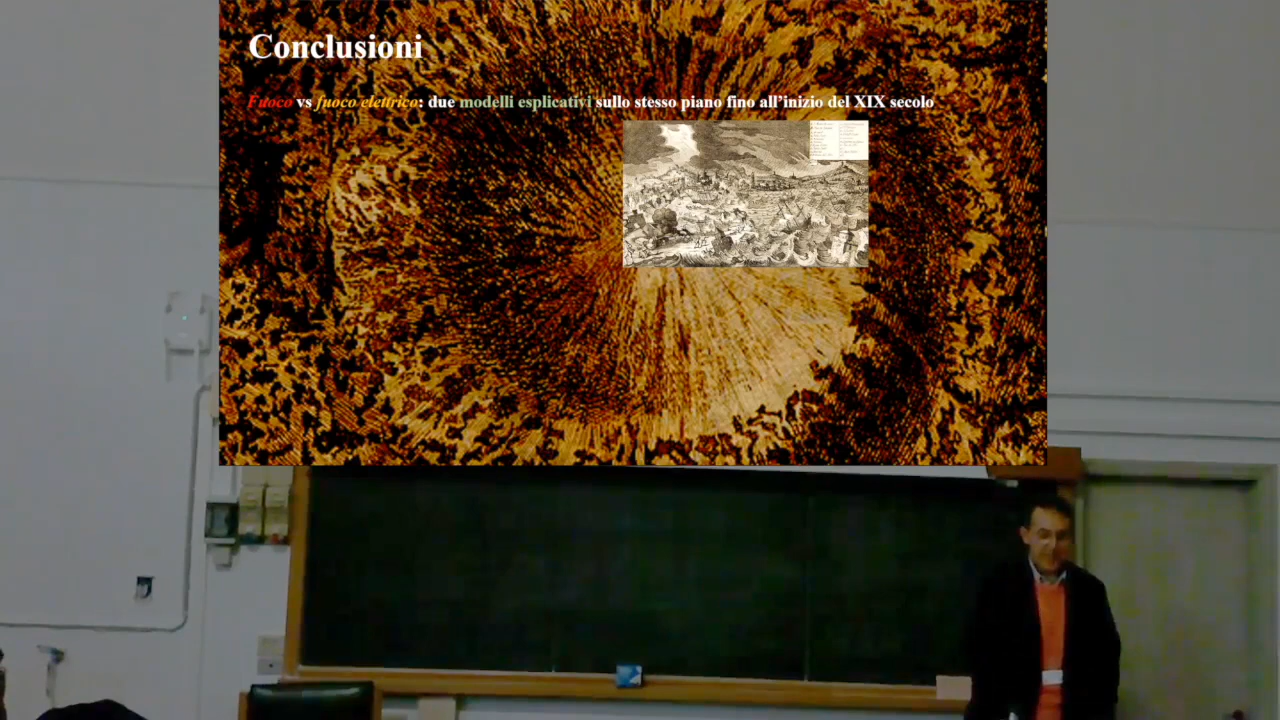 Conclusioni
Fuoco vs fuoco elettrico: due modelli esplicativi sullo stesso piano fino all’inizio del XIX secolo